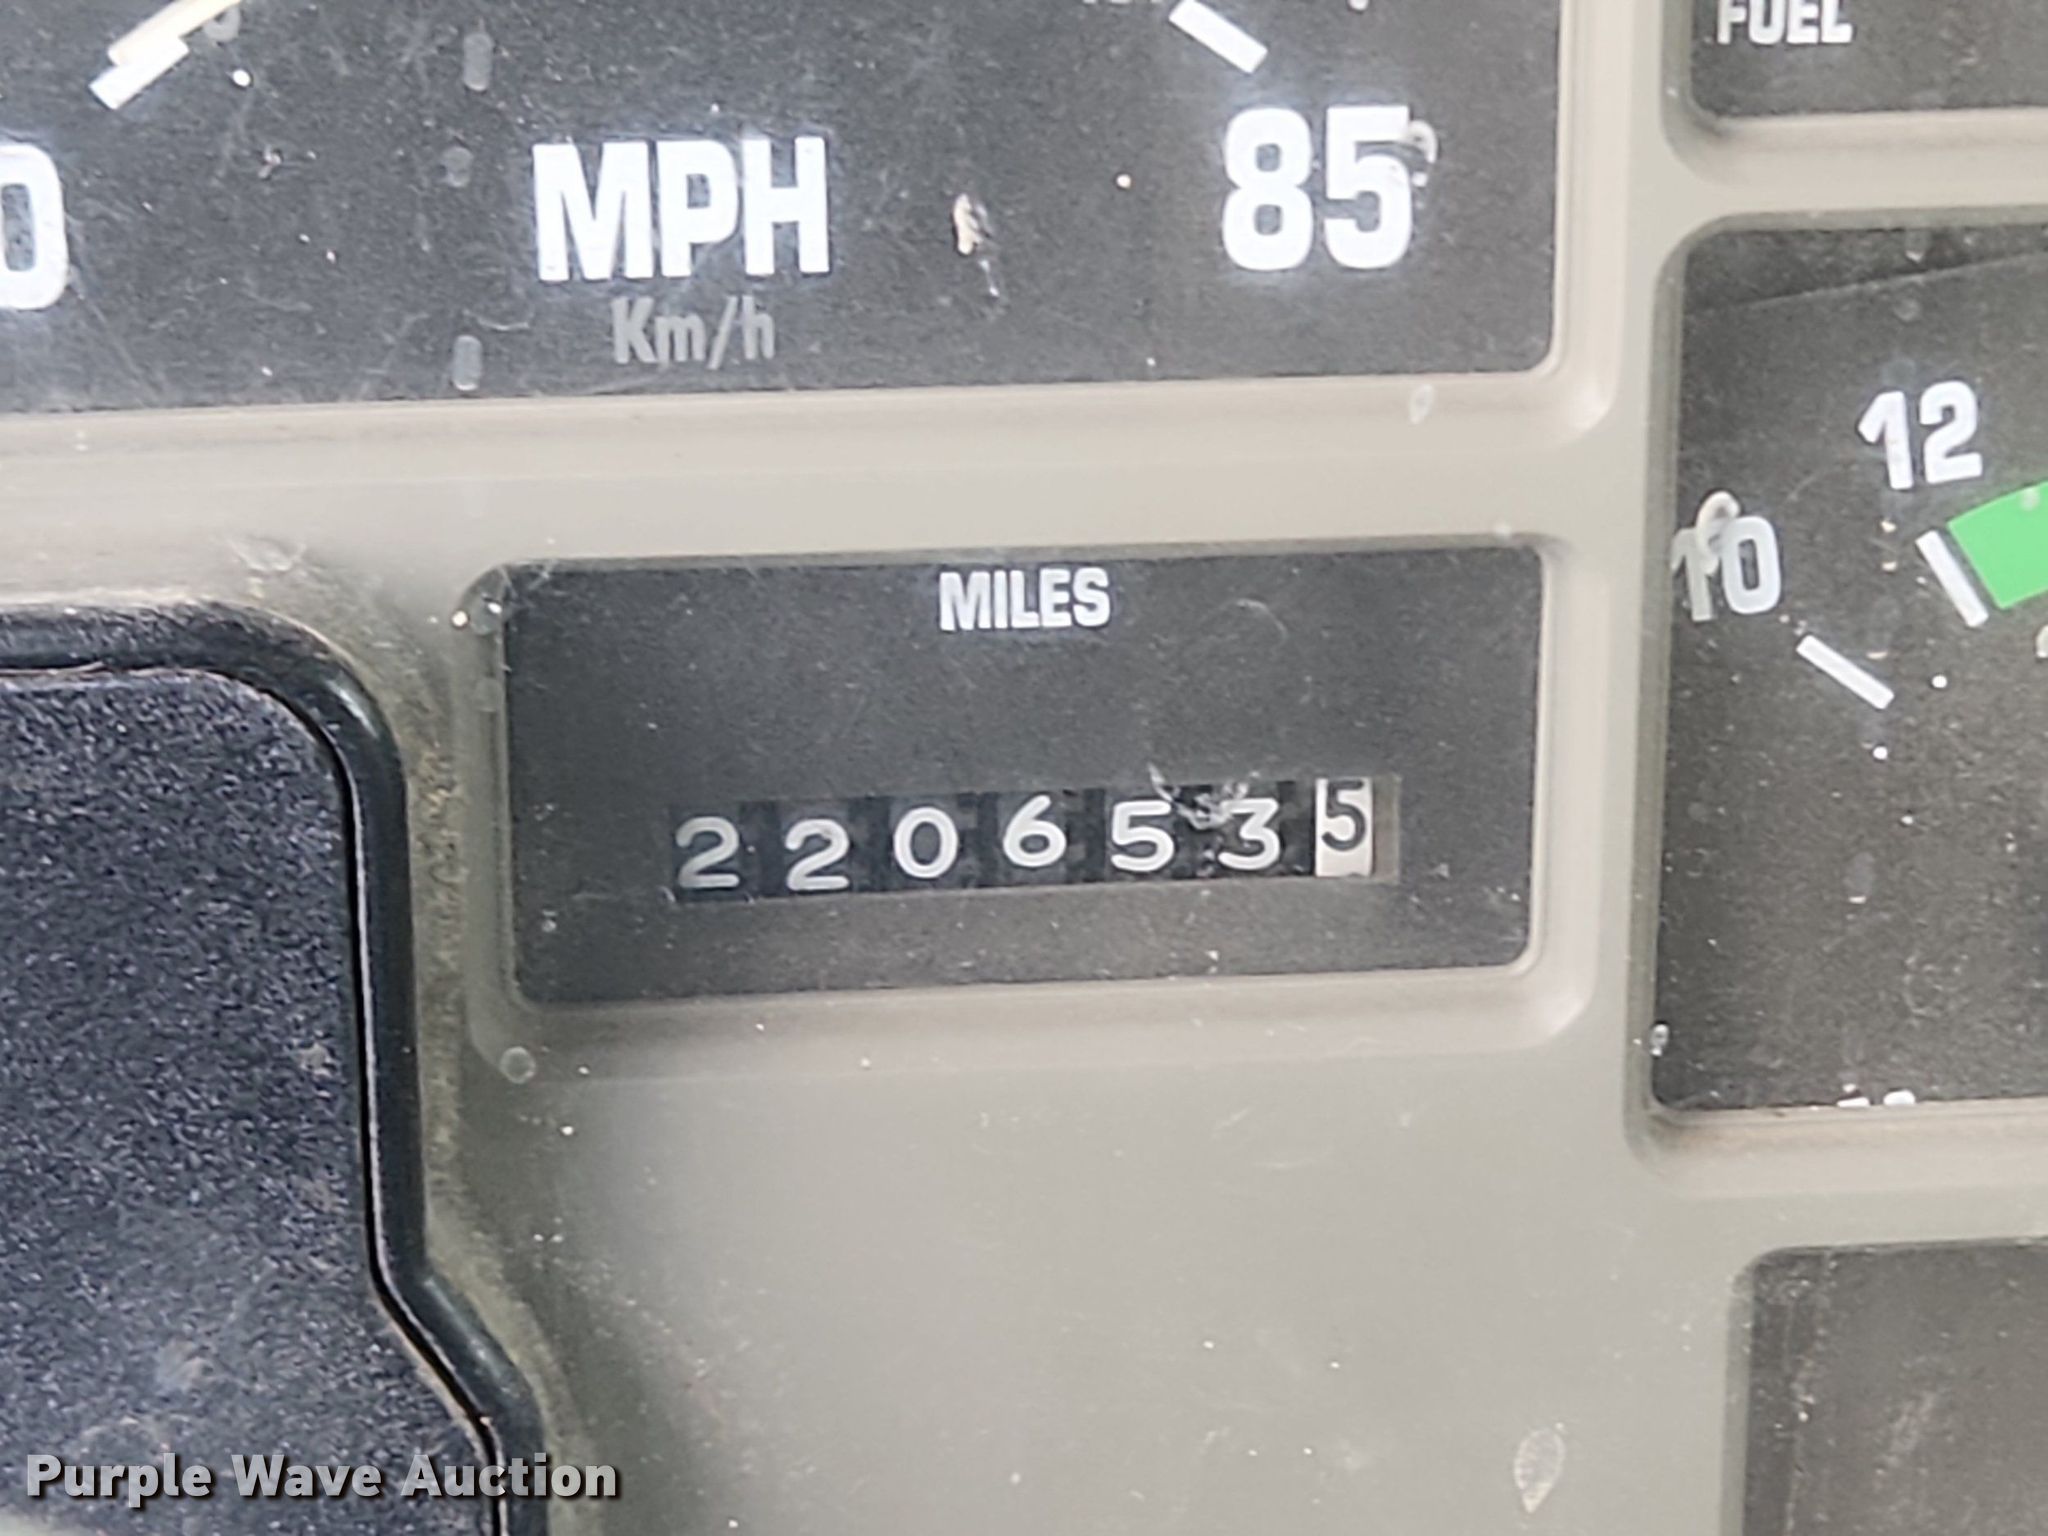 FUEL
MPH
85
Km/h
12
10
MILES
2206535
Purple Wave Auction